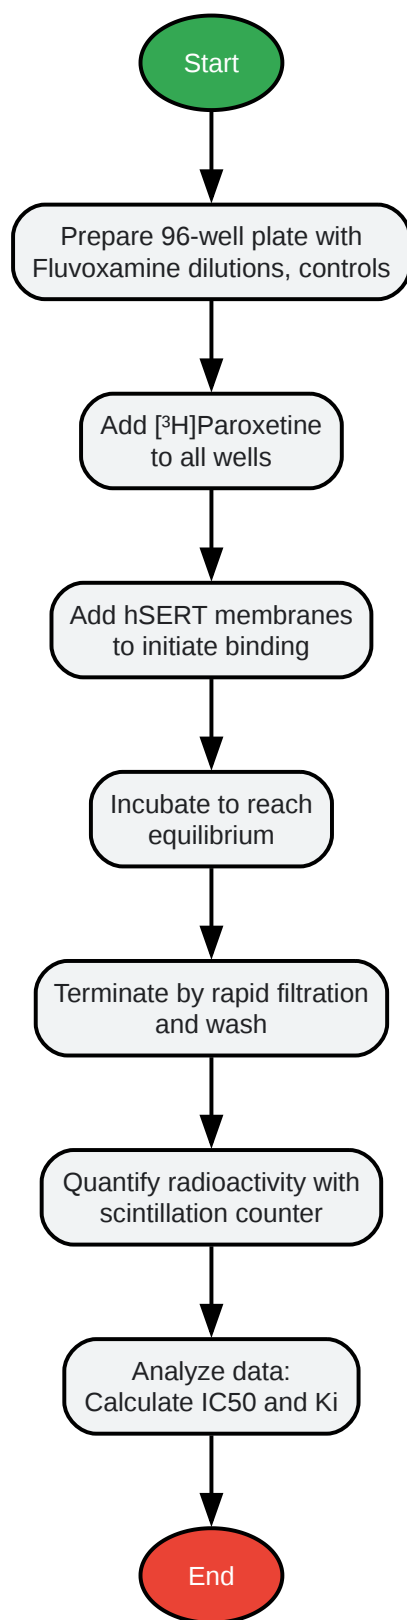 Start
Prepare 96-well plate with
Fluvoxamine dilutions, controls
Add [³H]Paroxetine
to all wells
Add hSERT membranes
to initiate binding
Incubate to reach
equilibrium
Terminate by rapid filtration
and wash
Quantify radioactivity with
scintillation counter
Analyze data:
Calculate IC50 and Ki
End